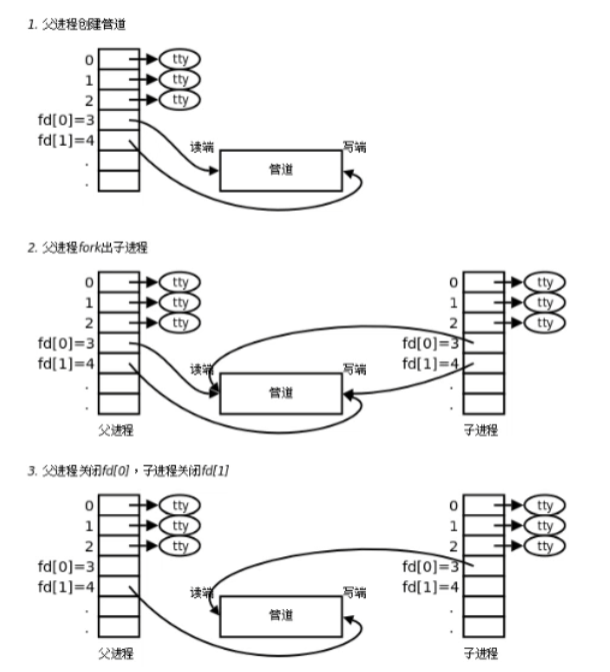 1. 父进程创建管道
0 tty
1 tty
2 tty
fd[0]=3
fd[1]=4
读端 写端
.
管道
.
2. 父进程fork出子进程
0 tty 0 tty
1 tty 1 tty
2 tty 2 tty
fd[0]=3 fd[0]=3
fd[1]=4 读端 写端 fd[1]=4
. .
管道
. .
父进程 子进程
3. 父进程关闭fd[0],子进程关闭fd[1]
0 tty 0 tty
1 tty 1 tty
2 tty 2 tty
fd[0]=3 fd[0]=3
fd[1]=4 读端 写端 fd[1]=4
. .
管道
. .
父进程 子进程